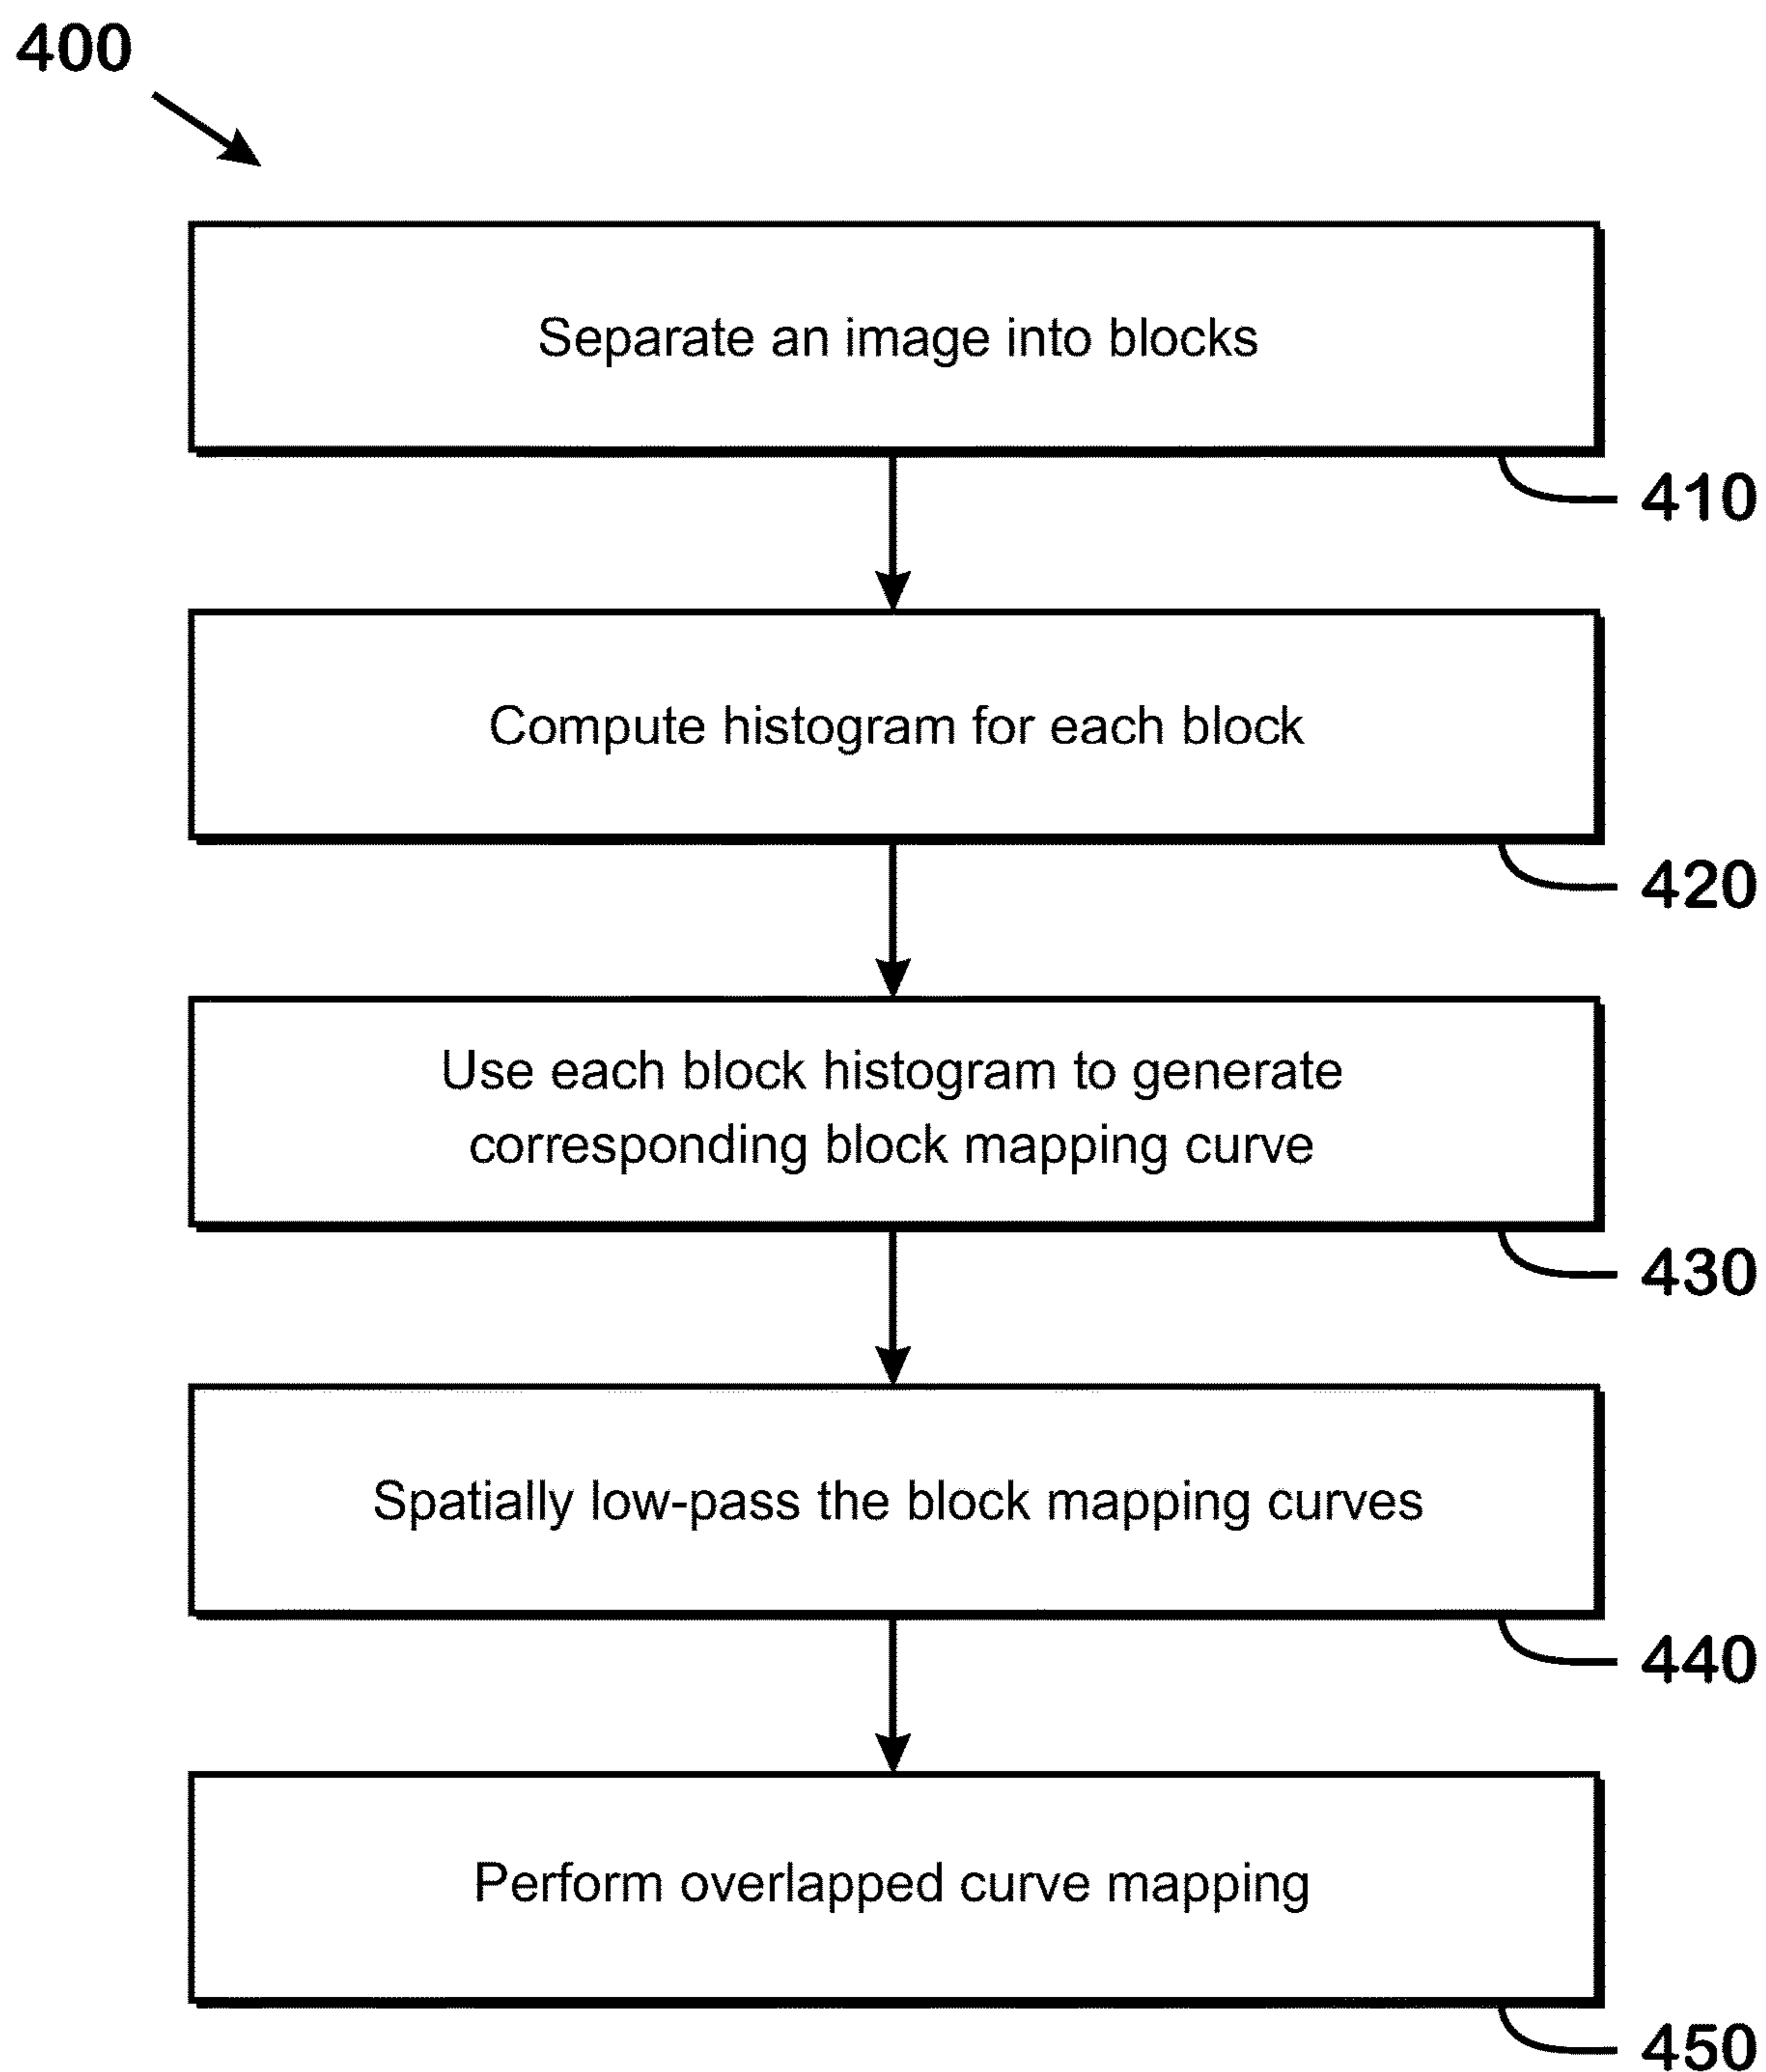 400
Separate an image into blocks
410
Compute histogram for each block
420
Use each block histogram to generate
corresponding block mapping curve
430
Spatially low-pass the block mapping curves
440
Perform overlapped curve mapping
450